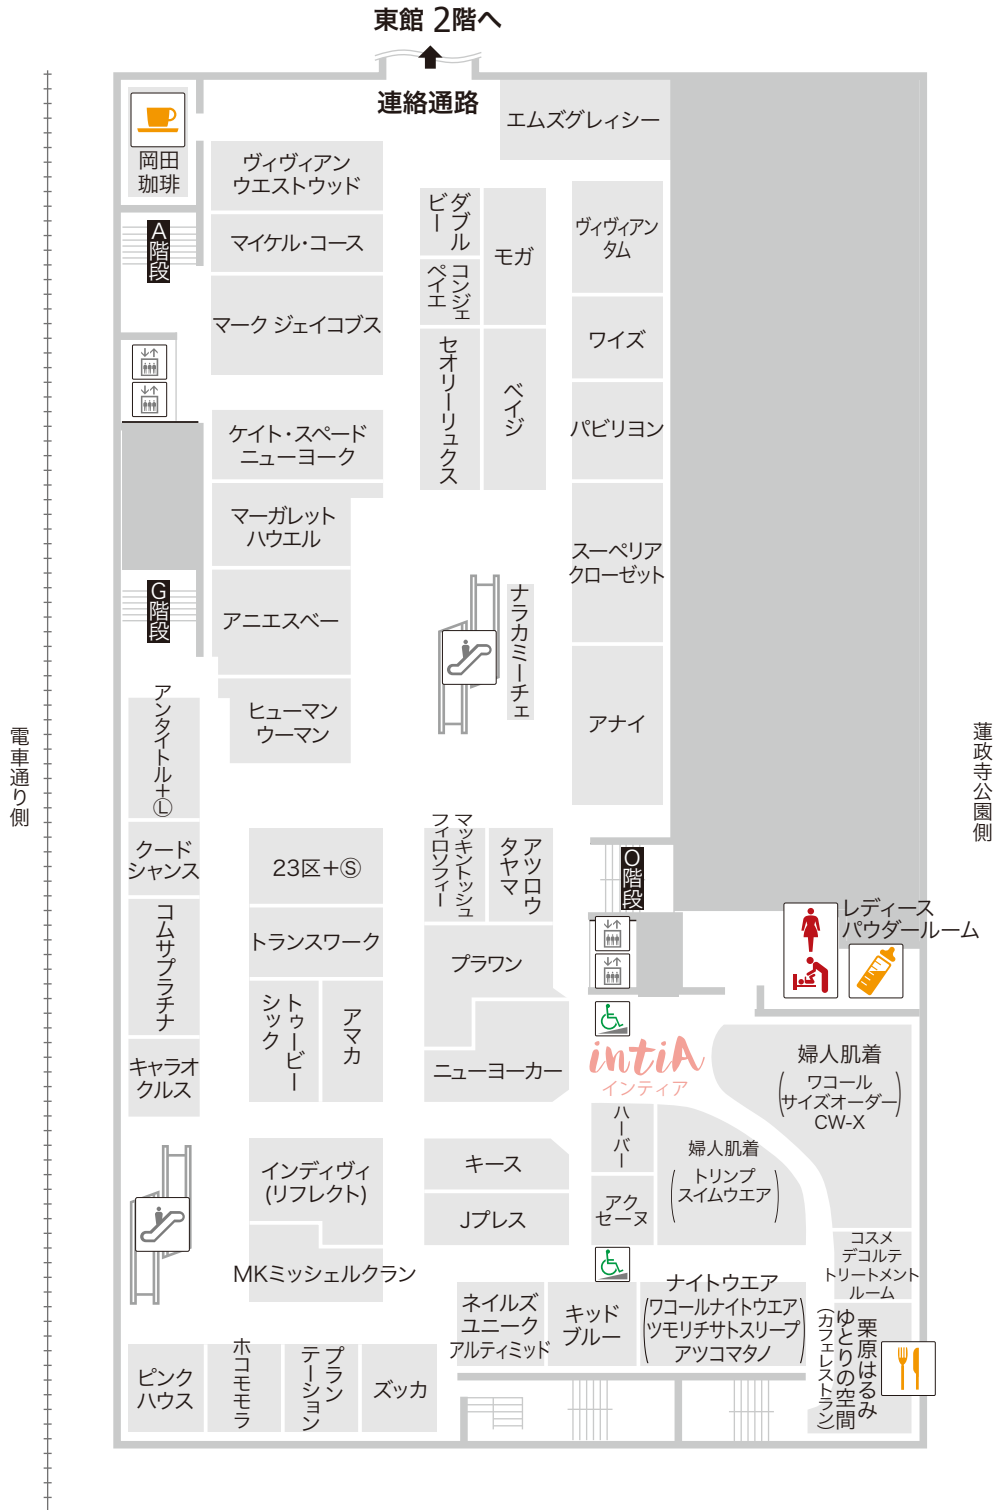 東館 2階へ
連絡通路
エムズグレィシー
岡田
珈琲
ヴィヴィアン
ウエストウッド
マイケル・コース
マーク ジェイコブス
A階段
ダブル
ビー
モガ
コンジェ
ペイエ
セオリーリュクス
ベイジ
ヴィヴィアン
タム
ワイズ
パビリヨン
ケイト・スペード
ニューヨーク
マーガレット
ハウエル
スーペリア
クローゼット
G階段
アニエスベー
ナラカミーチェ
ヒューマン
ウーマン
アナイ
電車通り側
蓮政寺公園側
アンタイトル+Ⓛ
クード
シャンス
23区+Ⓢ
マッキントッシュ
フィロソフィー
アツロウ
タヤマ
O階段
レディース
パウダールーム
コムサプラチナ
トランスワーク
プラワン
トゥービー
シック
アマカ
キャラオ
クルス
ニューヨーカー
intiA
インティア
婦人肌着
(ワコール
サイズオーダー)
CW-X
ハーバー
婦人肌着
(トリンプ
スイムウエア)
アク
セーヌ
インディヴィ
(リフレクト)
キース
Jプレス
MKミッシェルクラン
コスメ
デコルテ
トリートメント
ルーム
ネイルズ
ユニーク
アルティミッド
キッド
ブルー
ナイトウエア
(ワコールナイトウエア
ツモリチサトスリープ
アツコマタノ)
栗原はるみ
ゆとりの空間
(カフェレストラン)
ピンク
ハウス
ホコモモラ
プラン
テーション
ズッカ